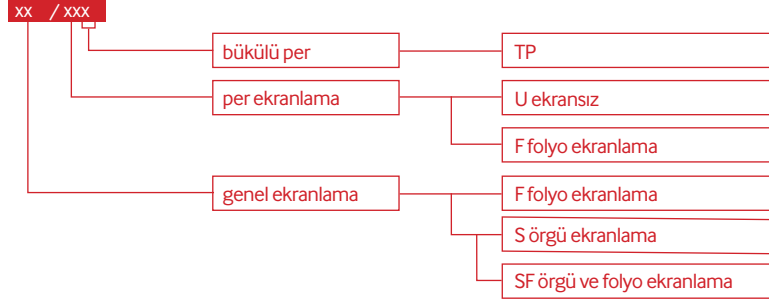 xx / xxx
bükülü per TP
per ekranlama U ekransız
F folyo ekranlama
genel ekranlama F folyo ekranlama
S örgü ekranlama
SF örgü ve folyo ekranlama